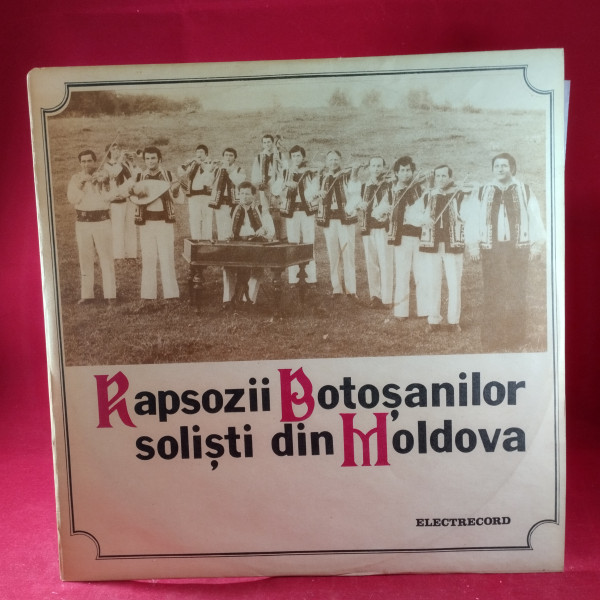 Rapsozii Botoșanilor
soliști din Moldova
ELECTRECORD